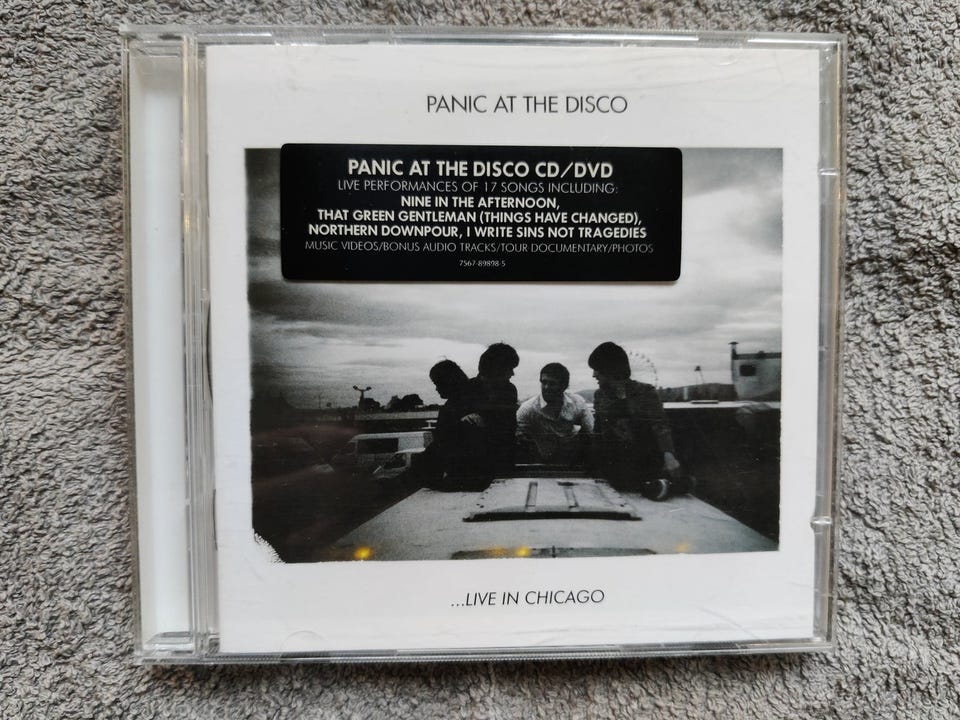 PANIC AT THE DISCO
PANIC AT THE DISCO CD/DVD
LIVE PERFORMANCES OF 17 SONGS INCLUDING:
NINE IN THE AFTERNOON,
THAT GREEN GENTLEMAN (THINGS HAVE CHANGED),
NORTHERN DOWNPOUR, I WRITE SINS NOT TRAGEDIES
MUSIC VIDEOS/BONUS AUDIO TRACKS/TOUR DOCUMENTARY/PHOTOS
7567-89898-5
...LIVE IN CHICAGO